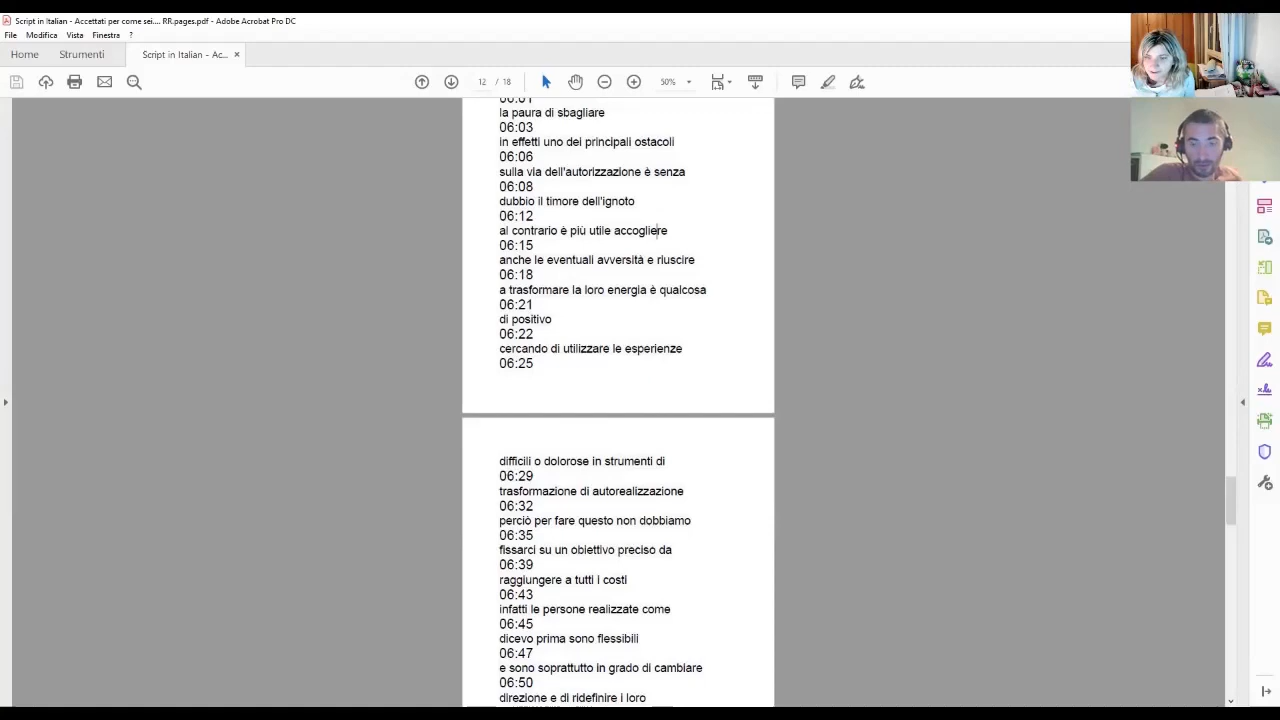 Script in Italian - Accettati per come sei.... RR.pages.pdf - Adobe Acrobat Pro DC
File Modifica Vista Finestra ?
Home Strumenti Script in Italian - Ac... ×
12 / 18 50%
06:01
la paura di sbagliare
06:03
in effetti uno dei principali ostacoli
06:06
sulla via dell'autorizzazione è senza
06:08
dubbio il timore dell'ignoto
06:12
al contrario è più utile accogliere
06:15
anche le eventuali avversità e riuscire
06:18
a trasformare la loro energia è qualcosa
06:21
di positivo
06:22
cercando di utilizzare le esperienze
06:25
difficili o dolorose in strumenti di
06:29
trasformazione di autorealizzazione
06:32
perciò per fare questo non dobbiamo
06:35
fissarci su un obiettivo preciso da
06:39
raggiungere a tutti i costi
06:43
infatti le persone realizzate come
06:45
dicevo prima sono flessibili
06:47
e sono soprattutto in grado di cambiare
06:50
direzione e di ridefinire i loro